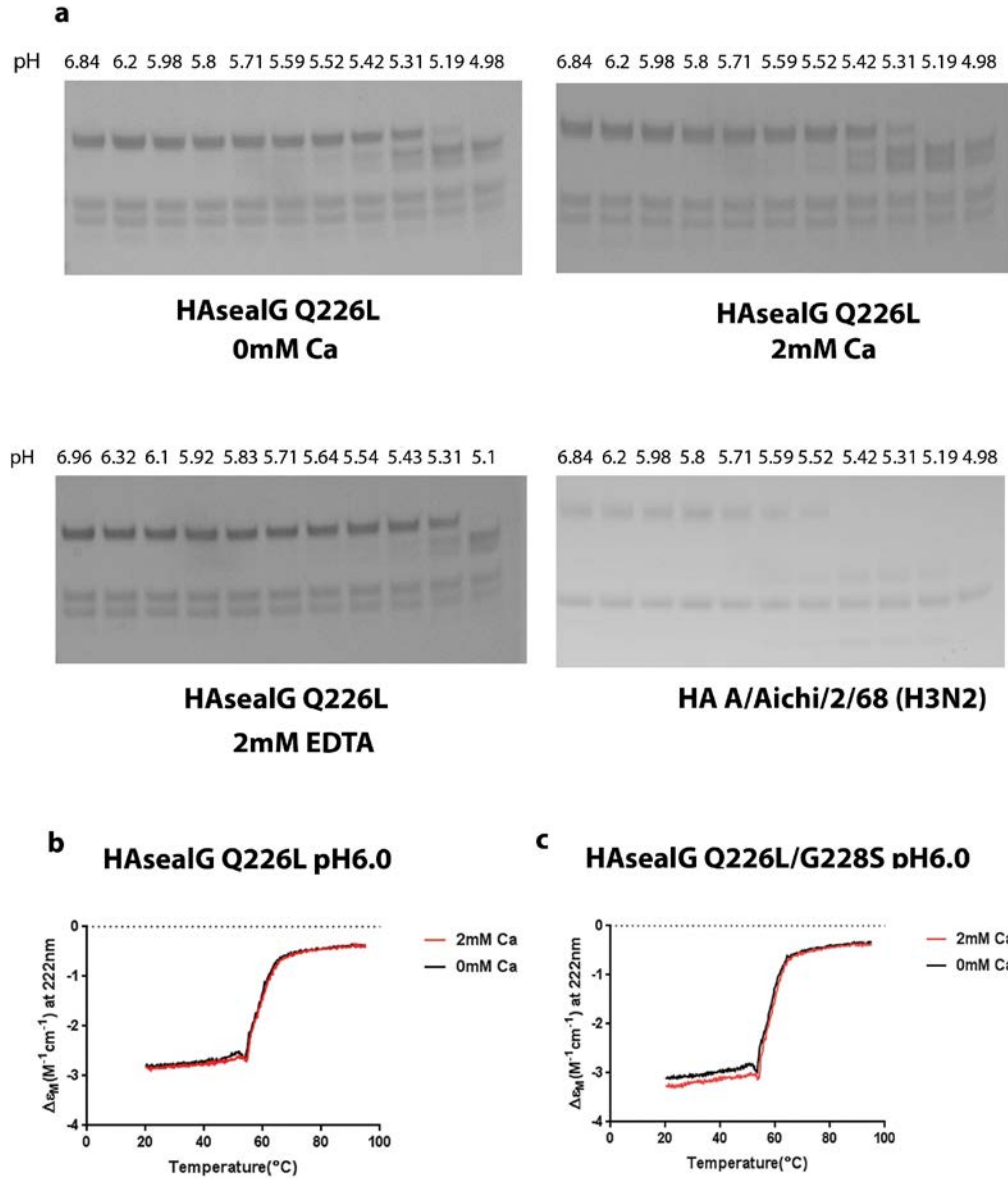 a
pH 6.84 6.2 5.98 5.8 5.71 5.59 5.52 5.42 5.31 5.19 4.98
6.84 6.2 5.98 5.8 5.71 5.59 5.52 5.42 5.31 5.19 4.98
HAsealG Q226L
0mM Ca
HAsealG Q226L
2mM Ca
pH 6.96 6.32 6.1 5.92 5.83 5.71 5.64 5.54 5.43 5.31 5.1
6.84 6.2 5.98 5.8 5.71 5.59 5.52 5.42 5.31 5.19 4.98
HAsealG Q226L
2mM EDTA
HA A/Aichi/2/68 (H3N2)
b HAsealG Q226L pH6.0
Δε_M(M⁻¹cm⁻¹) at 222nm
0
-1
-2
-3
-4
0 20 40 60 80 100
Temperature(°C)
2mM Ca
0mM Ca
c HAsealG Q226L/G228S pH6.0
Δε_M(M⁻¹cm⁻¹) at 222nm
0
-1
-2
-3
-4
0 20 40 60 80 100
Temperature(°C)
2mM Ca
0mM Ca